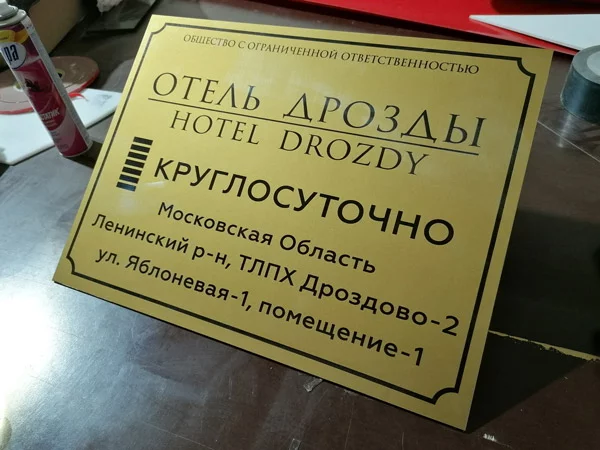 ОБЩЕСТВО С ОГРАНИЧЕННОЙ ОТВЕТСТВЕННОСТЬЮ
ОТЕЛЬ ДРОЗДЫ
HOTEL DROZDY
КРУГЛОСУТОЧНО
Московская Область
Ленинский р-н, ТЛПХ Дроздово-2
ул. Яблоневая-1, помещение-1